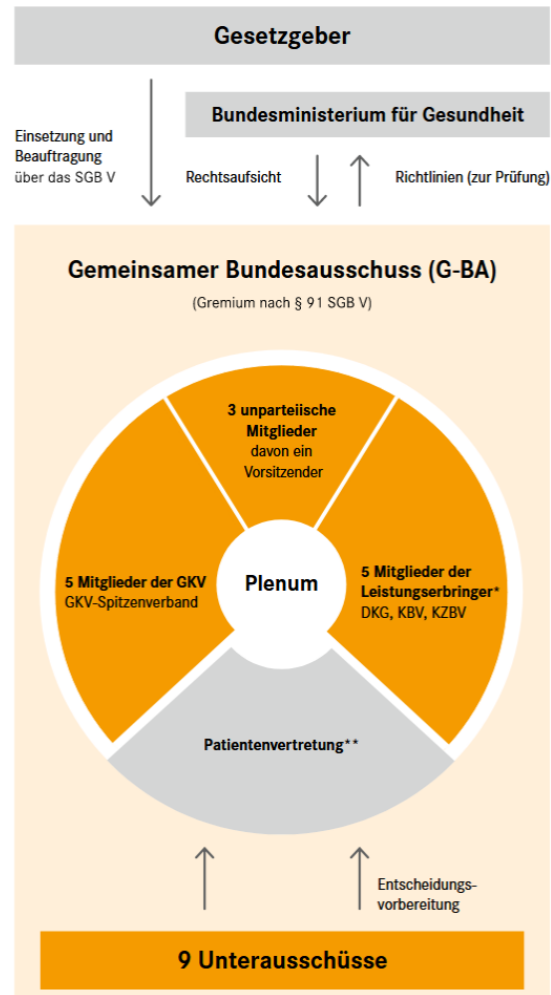 Gesetzgeber
Bundesministerium für Gesundheit
Einsetzung und
Beauftragung
über das SGB V
Rechtsaufsicht
Richtlinien (zur Prüfung)
Gemeinsamer Bundesausschuss (G-BA)
(Gremium nach § 91 SGB V)
3 unparteiische
Mitglieder
davon ein
Vorsitzender
5 Mitglieder der GKV
GKV-Spitzenverband
Plenum
5 Mitglieder der
Leistungserbringer*
DKG, KBV, KZBV
Patientenvertretung**
Entscheidungs-
vorbereitung
9 Unterausschüsse